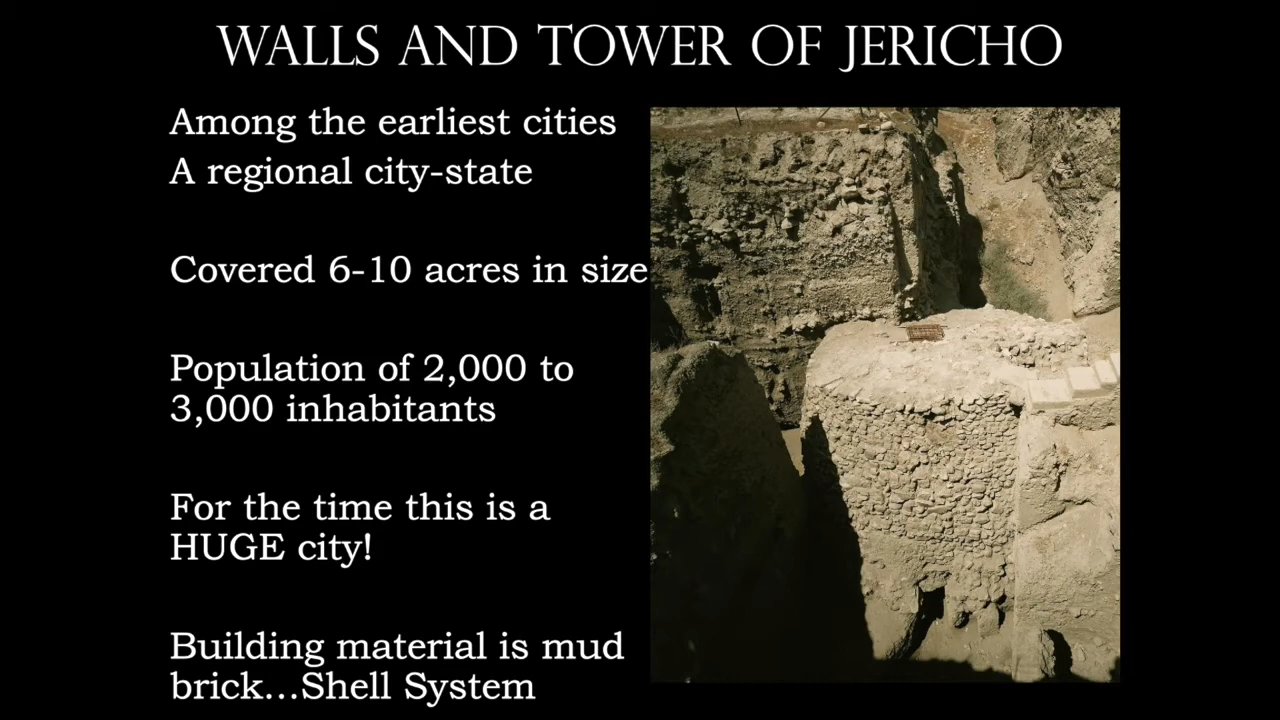 WALLS AND TOWER OF JERICHO
Among the earliest cities
A regional city-state
Covered 6-10 acres in size
Population of 2,000 to
3,000 inhabitants
For the time this is a
HUGE city!
Building material is mud
brick...Shell System